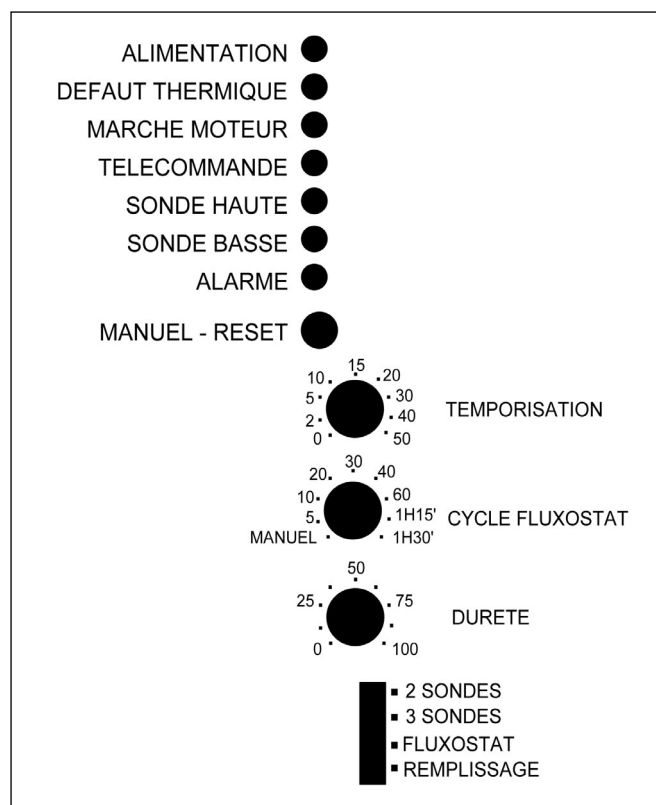 ALIMENTATION
DEFAUT THERMIQUE
MARCHE MOTEUR
TELECOMMANDE
SONDE HAUTE
SONDE BASSE
ALARME
MANUEL - RESET
15
10 20
5 30
2 40
0 50
TEMPORISATION
30
20 40
10 60
5 1H15'
MANUEL 1H30'
CYCLE FLUXOSTAT
50
25 75
0 100
DURETE
2 SONDES
3 SONDES
FLUXOSTAT
REMPLISSAGE